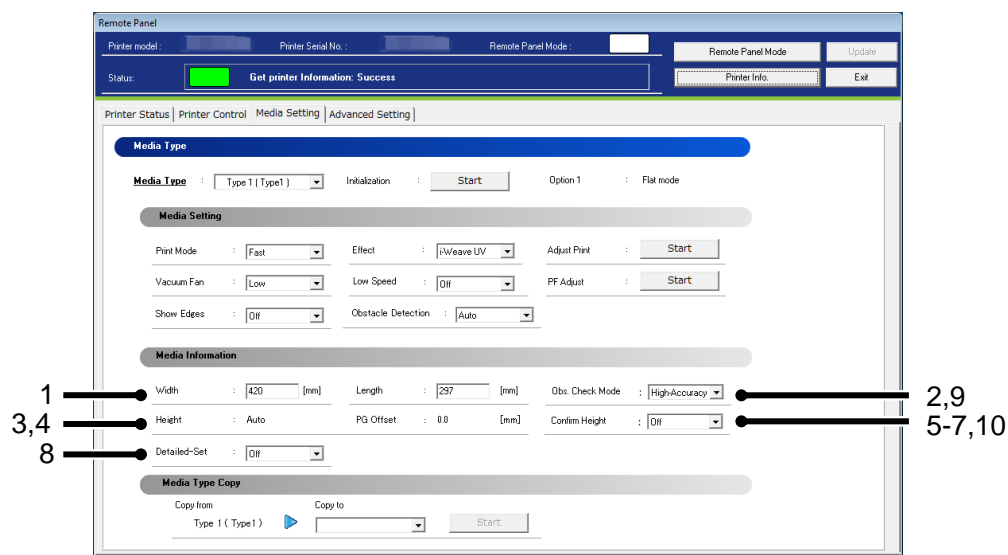 Remote Panel
Printer model : Printer Serial No. : Remote Panel Mode : Remote Panel Mode Update
Status: Get printer Information: Success Printer Info. Exit
Printer Status Printer Control Media Setting Advanced Setting
Media Type
Media Type : Type 1 ( Type1 ) Initialization : Start Option 1 : Flat mode
Media Setting
Print Mode : Fast Effect : i-Weave UV Adjust Print : Start
Vacuum Fan : Low Low Speed : Off PF Adjust : Start
Show Edges : Off Obstacle Detection : Auto
Media Information
1 Width : 420 [mm] Length : 297 [mm] Obs. Check Mode : High-Accuracy 2,9
3,4 Height : Auto PG Offset : 0.0 [mm] Confirm Height : Off 5-7,10
8 Detailed-Set : Off
Media Type Copy
Copy from Copy to
Type 1 ( Type1 ) Start